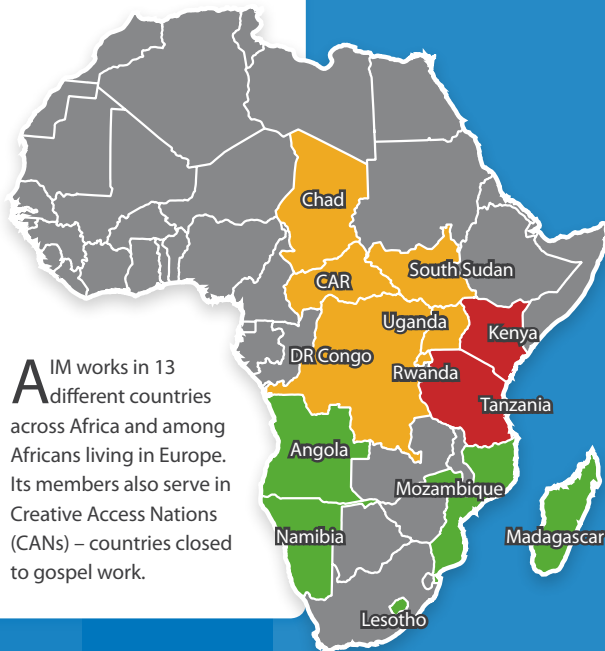 Chad
CAR
South Sudan
Uganda
Kenya
DR Congo
Rwanda
Tanzania
Angola
Mozambique
Namibia
Madagascar
Lesotho
AIM works in 13
different countries
across Africa and among
Africans living in Europe.
Its members also serve in
Creative Access Nations
(CANs) – countries closed
to gospel work.